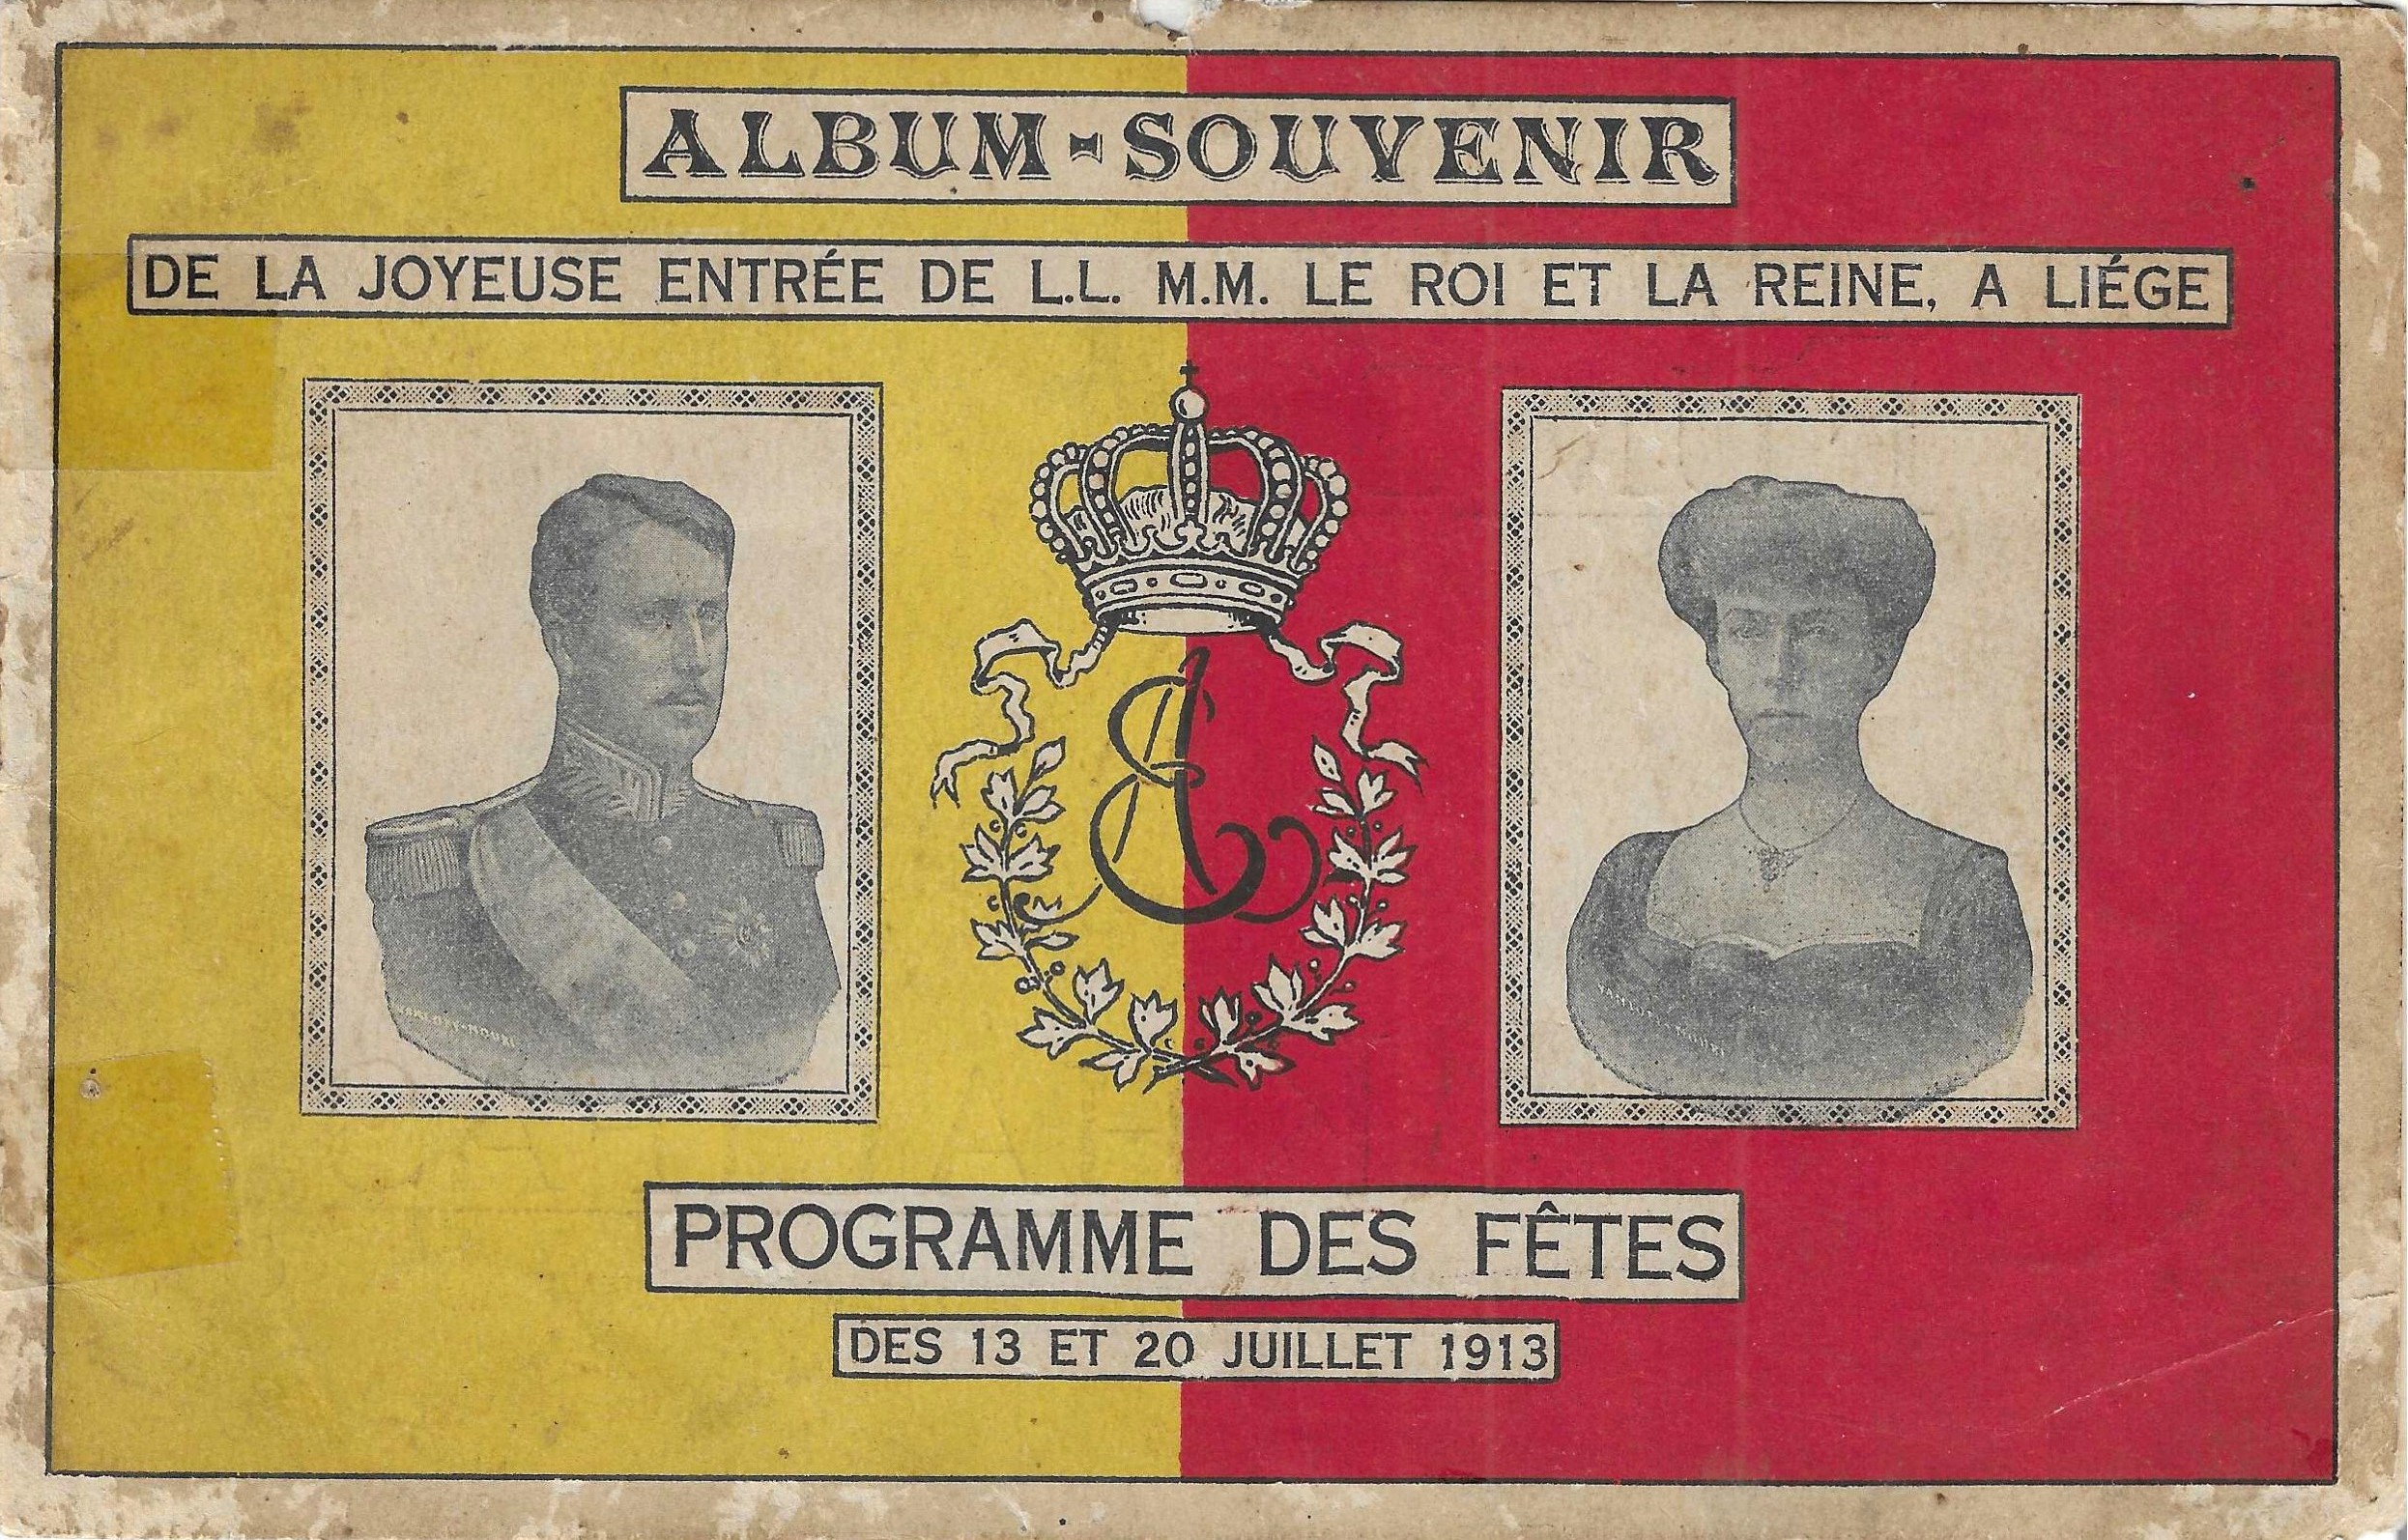 ALBUM-SOUVENIR
DE LA JOYEUSE ENTRÉE DE L.L. M.M. LE ROI ET LA REINE, A LIÉGE
PROGRAMME DES FÊTES
DES 13 ET 20 JUILLET 1913